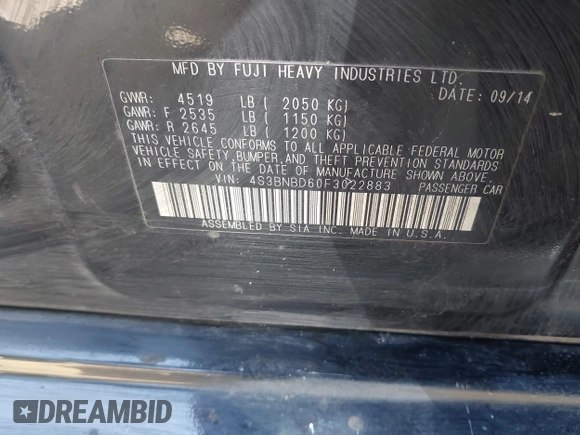 MFD BY FUJI HEAVY INDUSTRIES LTD.
DATE: 09/14
GVWR: 4519 LB ( 2050 KG)
GAWR: F 2535 LB ( 1150 KG)
GAWR: R 2645 LB ( 1200 KG)
THIS VEHICLE CONFORMS TO ALL APPLICABLE FEDERAL MOTOR
VEHICLE SAFETY, BUMPER, AND THEFT PREVENTION STANDARDS
IN EFFECT ON THE DATE OF MANUFACTURE SHOWN ABOVE.
VIN: 4S3BNBD60F3022883 PASSENGER CAR
ASSEMBLED BY SIA INC. MADE IN U.S.A.
DREAMBID